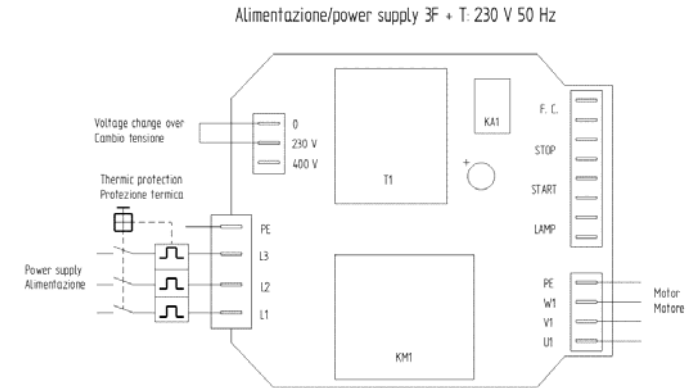 Alimentazione/power supply 3F + T: 230 V 50 Hz
Voltage change over
Cambio tensione
0
230 V
400 V
KA1
T1
+
F. C.
STOP
START
LAMP
Thermic protection
Protezione termica
PE
L3
L2
L1
Power supply
Alimentazione
KM1
PE
W1
V1
U1
Motor
Motore